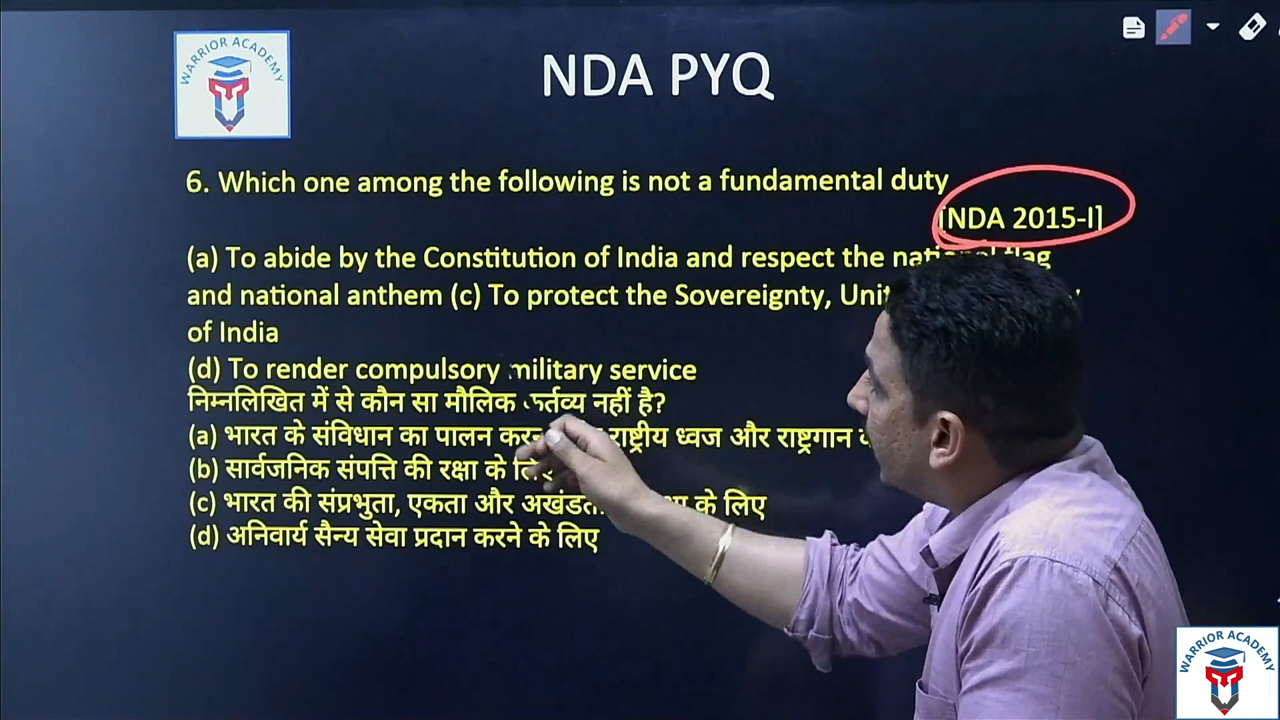 WARRIOR ACADEMY
NDA PYQ
6. Which one among the following is not a fundamental duty
[NDA 2015-I]
(a) To abide by the Constitution of India and respect the national flag
and national anthem (c) To protect the Sovereignty,
of India
(d) To render compulsory military service
निम्नलिखित में से कौन सा मौलिक कर्तव्य नहीं है?
(a) भारत के संविधान का पालन राष्ट्रीय ध्वज और राष्ट्रगान
(b) सार्वजनिक संपत्ति की रक्षा के लिए
(c) भारत की संप्रभुता, एकता और के लिए
(d) अनिवार्य सैन्य सेवा प्रदान करने के लिए
WARRIOR ACADEMY